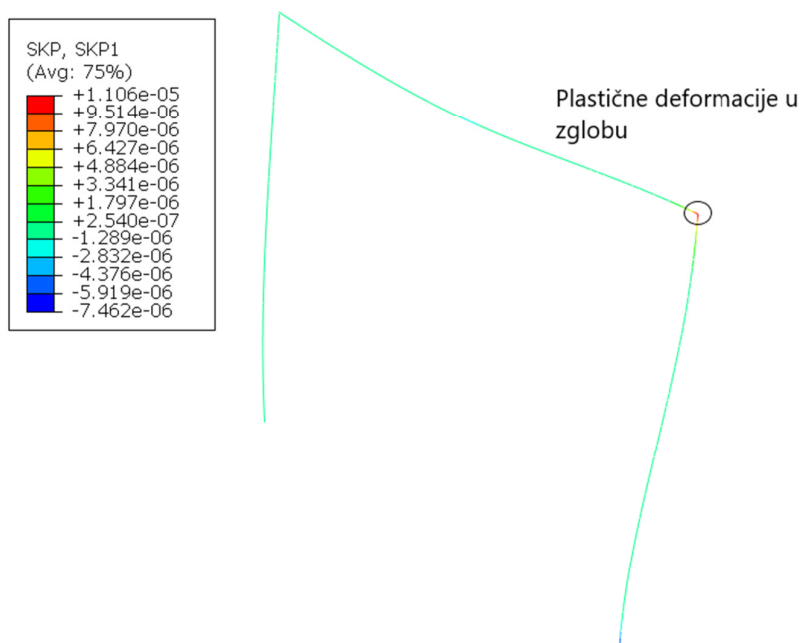 SKP, SKP1
(Avg: 75%)
+1.106e-05
+9.514e-06
+7.970e-06
+6.427e-06
+4.884e-06
+3.341e-06
+1.797e-06
+2.540e-07
-1.289e-06
-2.832e-06
-4.376e-06
-5.919e-06
-7.462e-06
Plastične deformacije u
zglobu